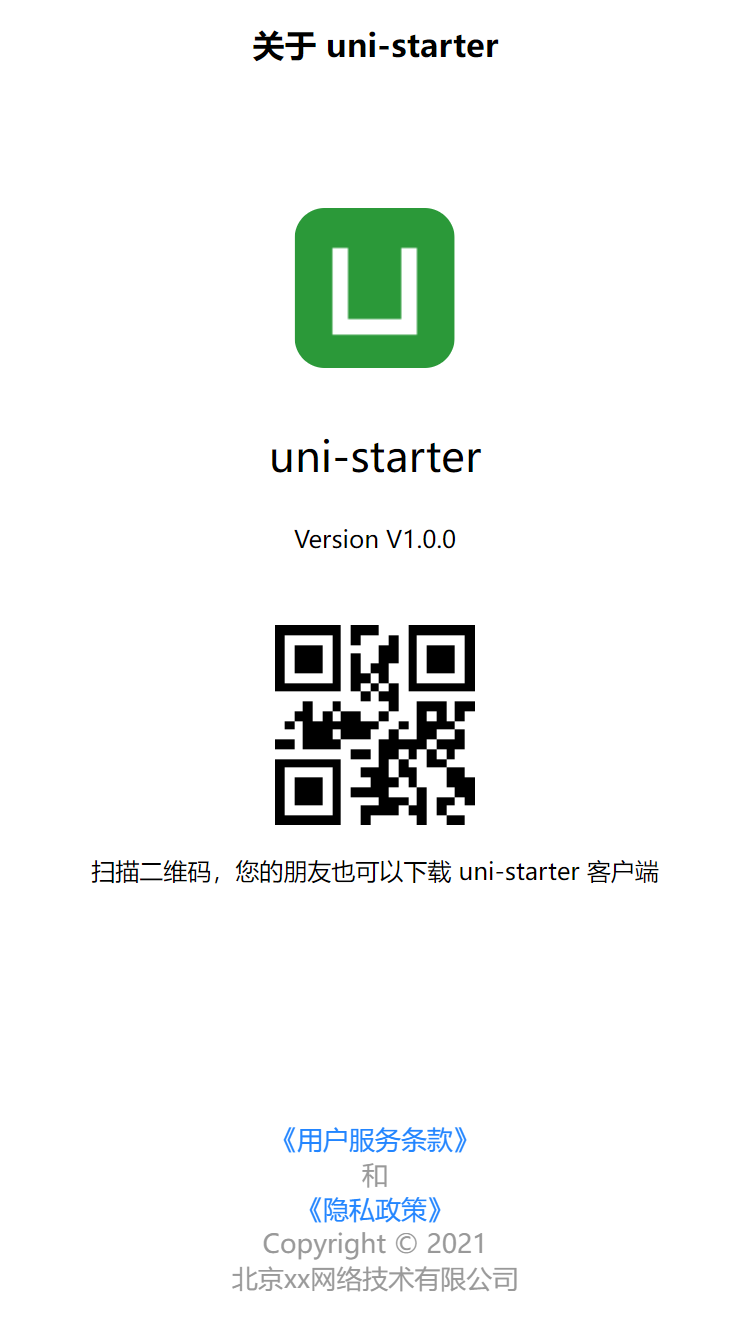 关于 uni-starter
uni-starter
Version V1.0.0
扫描二维码，您的朋友也可以下载 uni-starter 客户端
《用户服务条款》
和
《隐私政策》
Copyright © 2021
北京xx网络技术有限公司